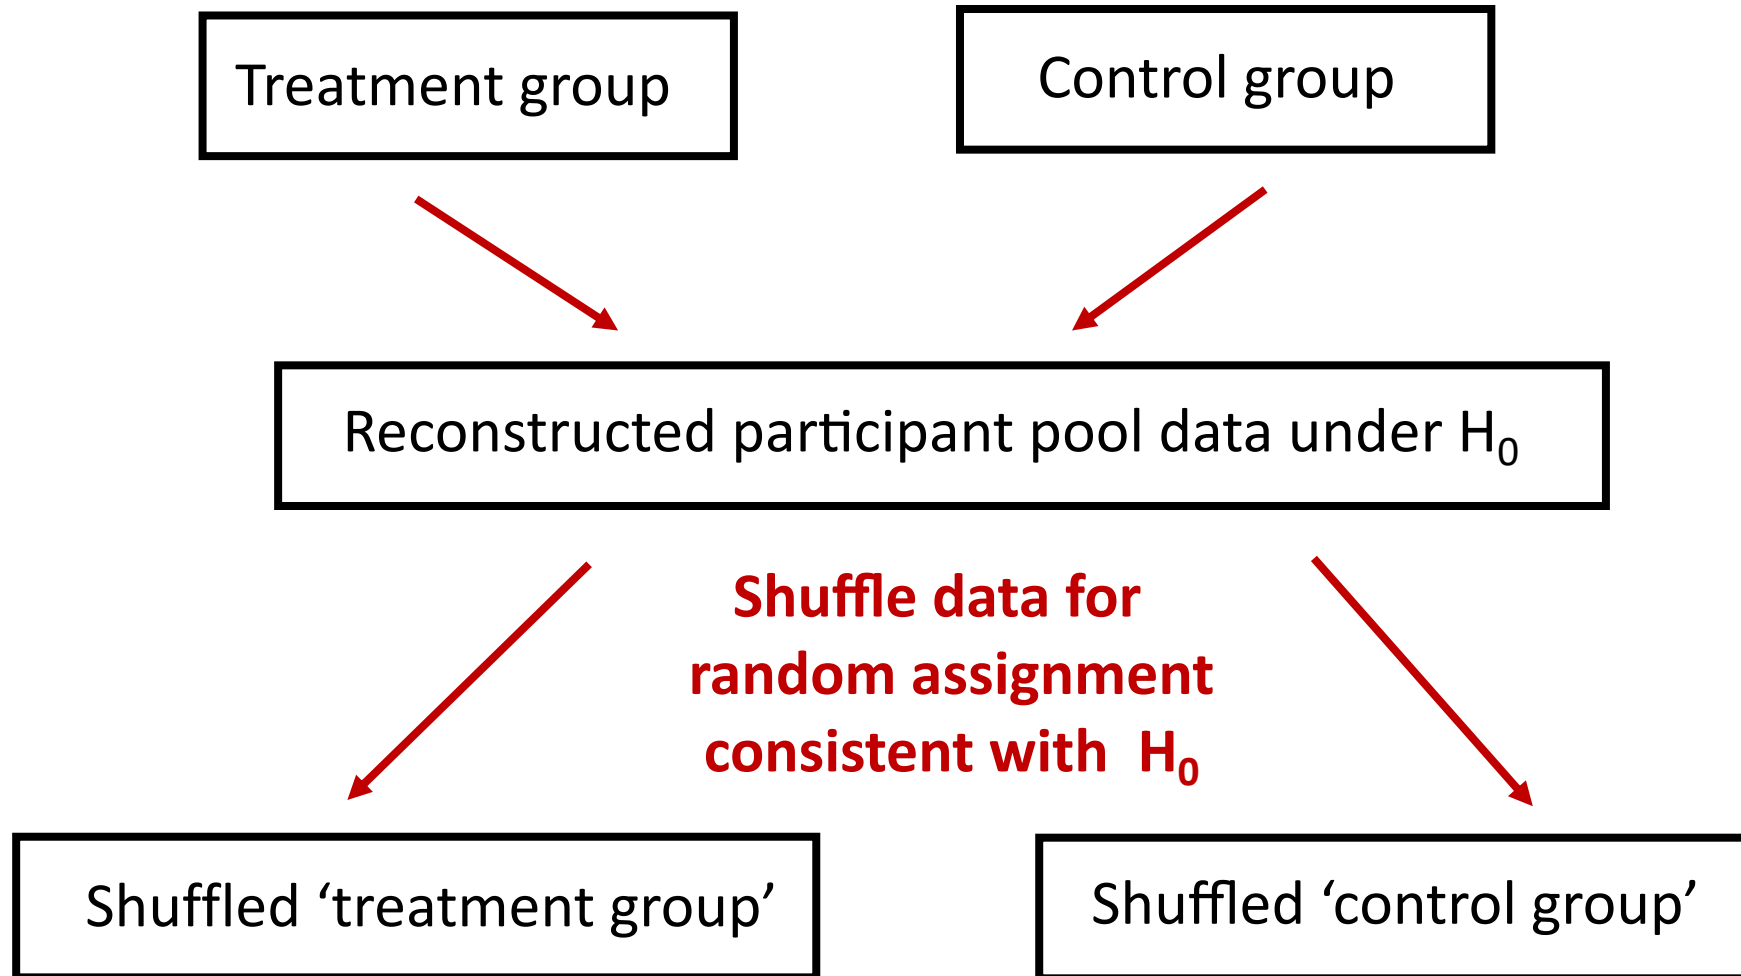 Treatment group
Control group
Reconstructed participant pool data under H₀
Shuffle data for
random assignment
consistent with H₀
Shuffled ‘treatment group’
Shuffled ‘control group’